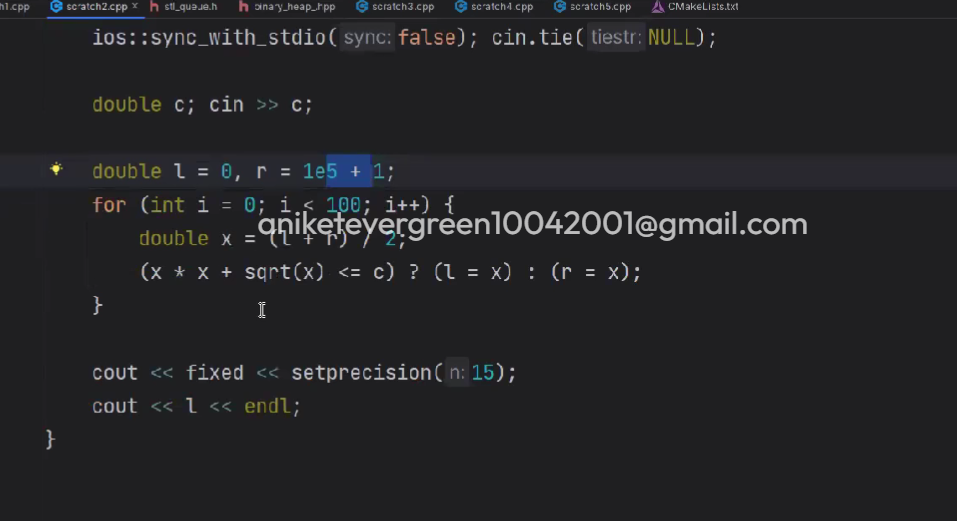 h1.cpp scratch2.cpp × stl_queue.h binary_heap_.hpp scratch3.cpp scratch4.cpp scratch5.cpp CMakeLists.txt
ios::sync_with_stdio( sync: false); cin.tie( tiestr: NULL);
double c; cin >> c;
double l = 0, r = 1e5 + 1;
for (int i = 0; i < 100; i++) {
aniketevergreen10042001@gmail.com
double x = (l + r) / 2;
(x * x + sqrt(x) <= c) ? (l = x) : (r = x);
}
cout << fixed << setprecision( n: 15);
cout << l << endl;
}